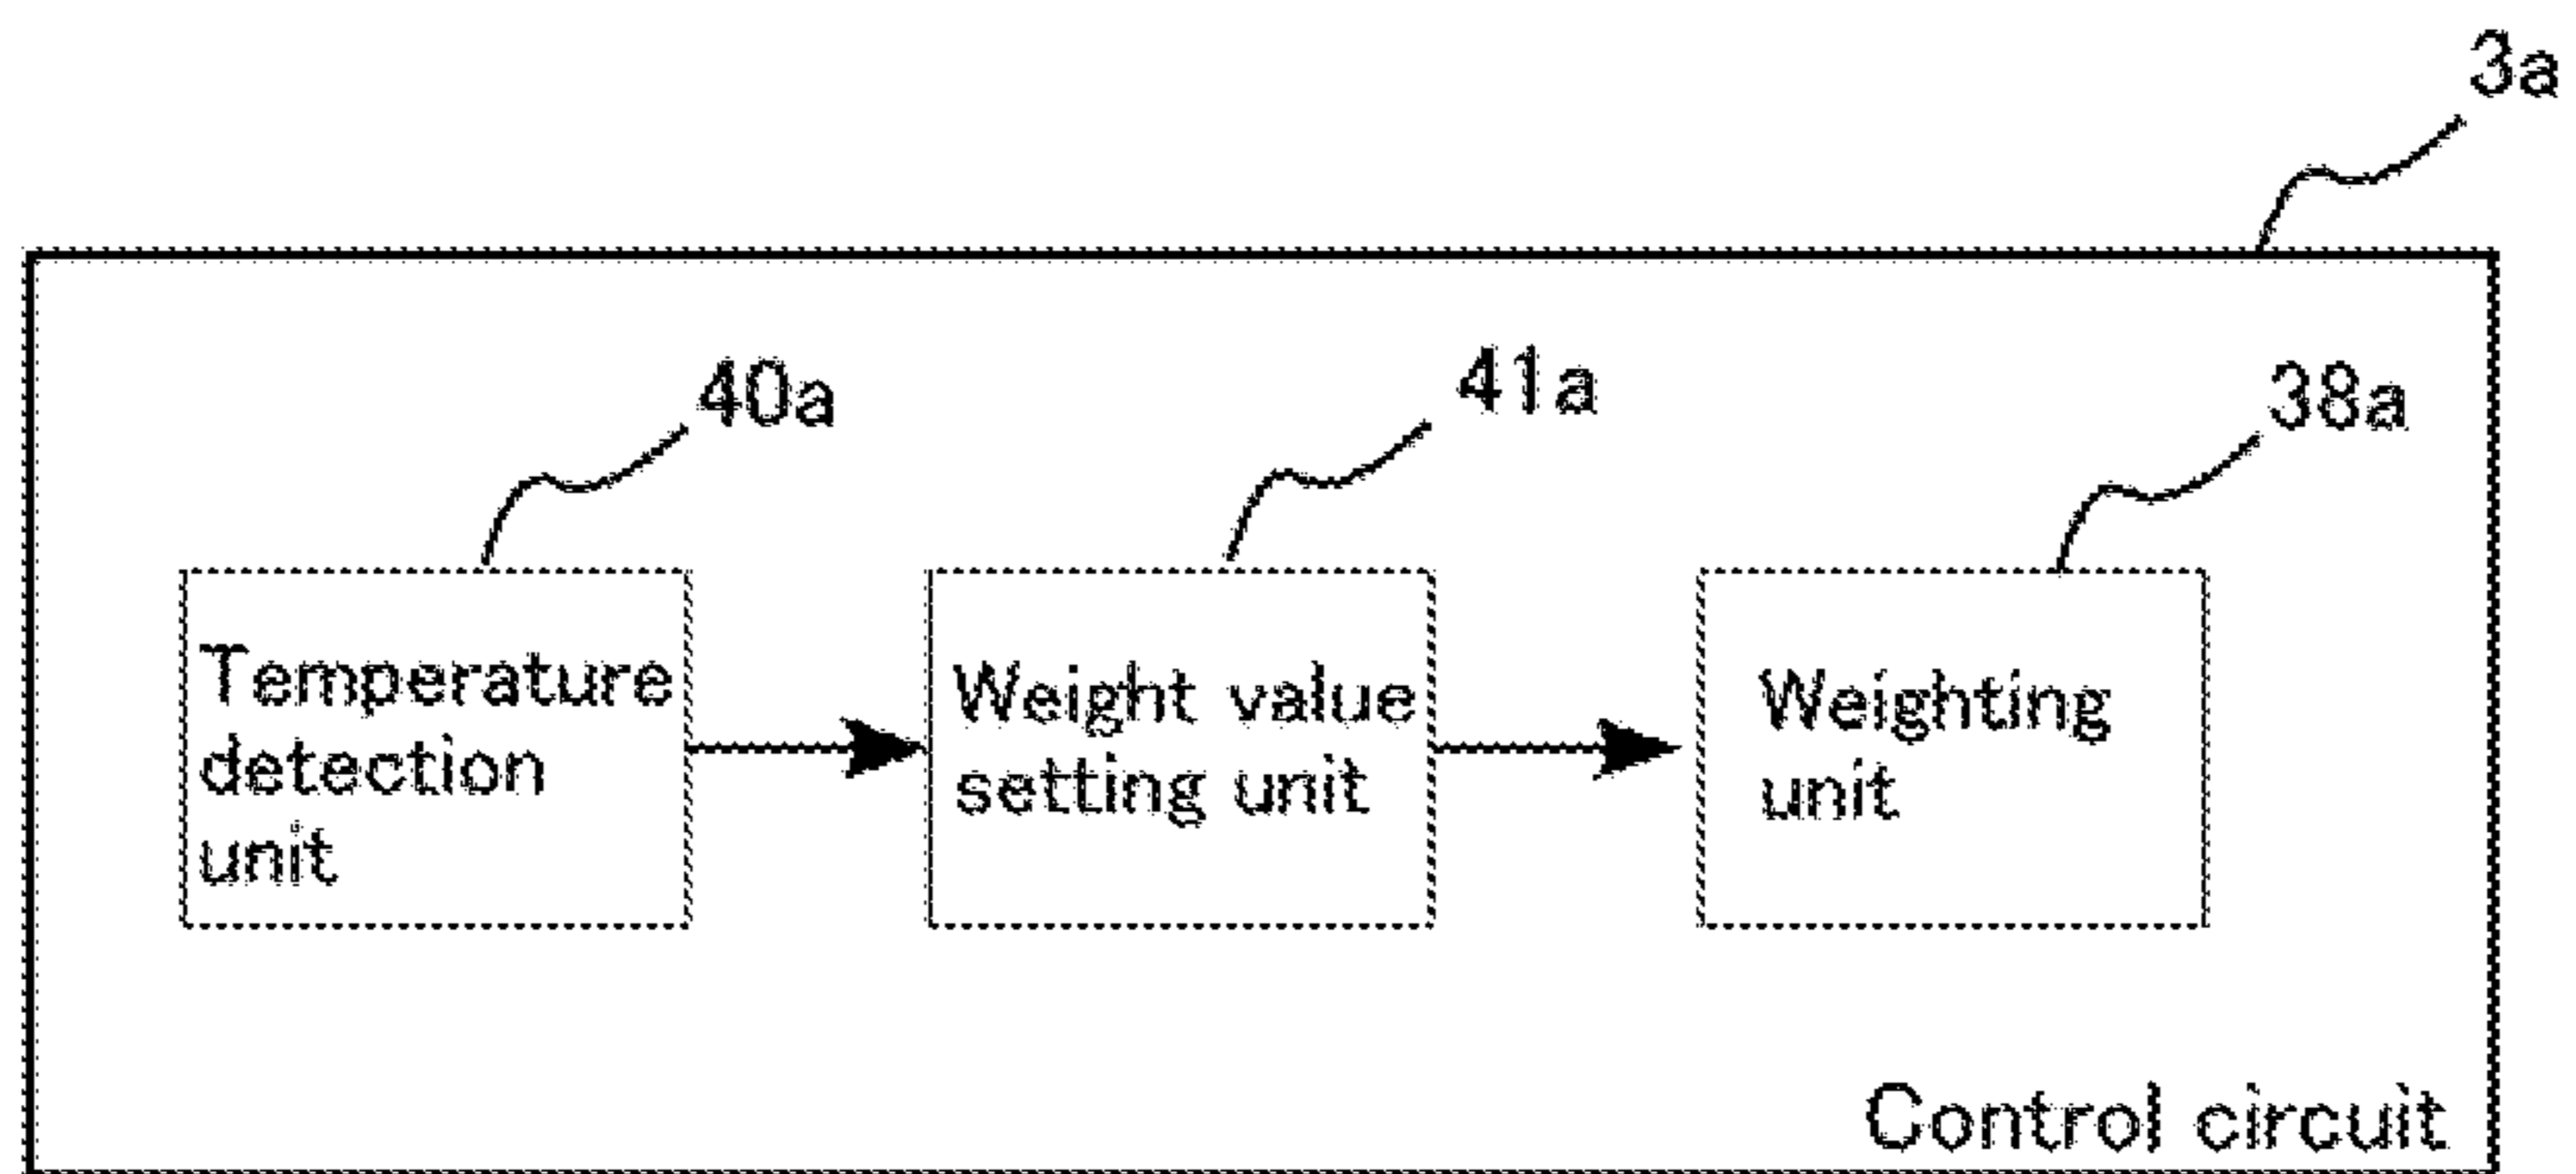 3a
40a
41a
38a
Temperature
detection
unit
Weight value
setting unit
Weighting
unit
Control circuit